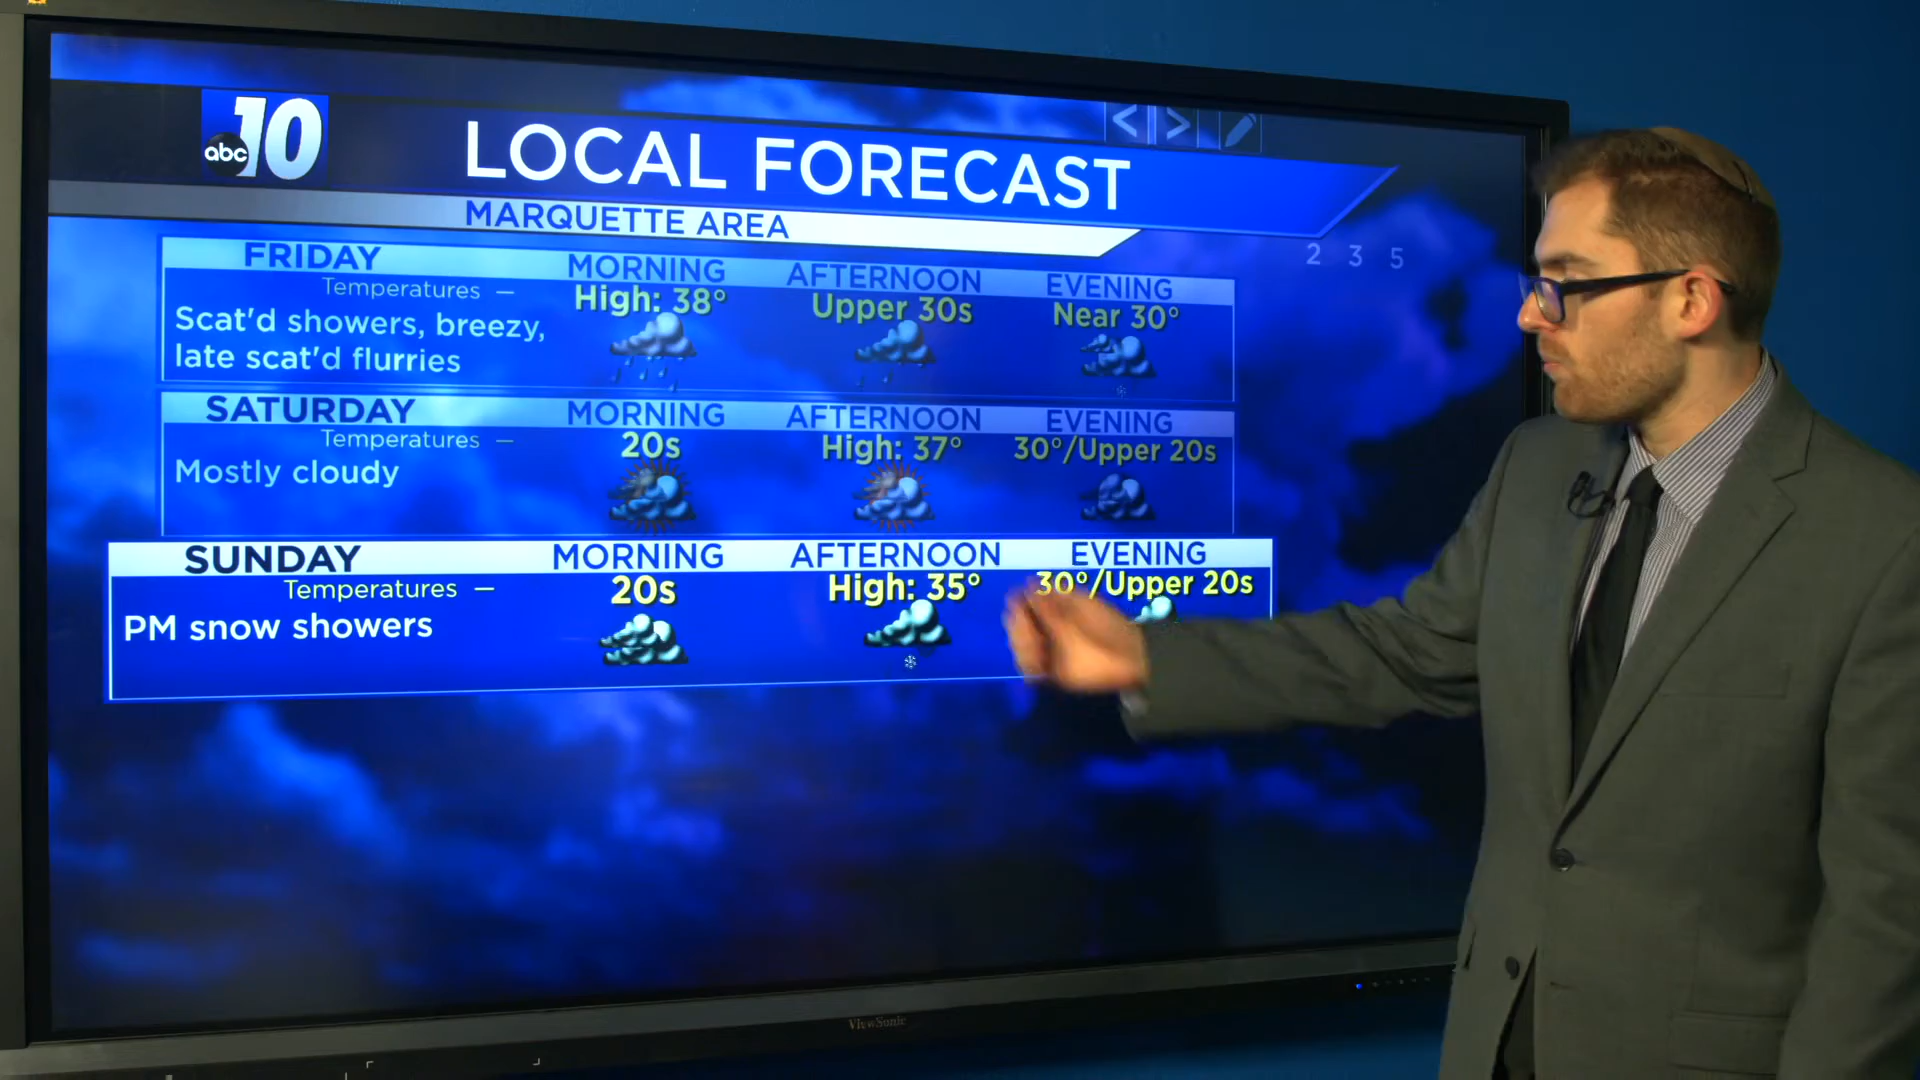 abc 10
LOCAL FORECAST
MARQUETTE AREA
2 3 5
FRIDAY MORNING AFTERNOON EVENING
Temperatures — High: 38° Upper 30s Near 30°
Scat'd showers, breezy,
late scat'd flurries
SATURDAY MORNING AFTERNOON EVENING
Temperatures — 20s High: 37° 30°/Upper 20s
Mostly cloudy
SUNDAY MORNING AFTERNOON EVENING
Temperatures — 20s High: 35° 30°/Upper 20s
PM snow showers
ViewSonic